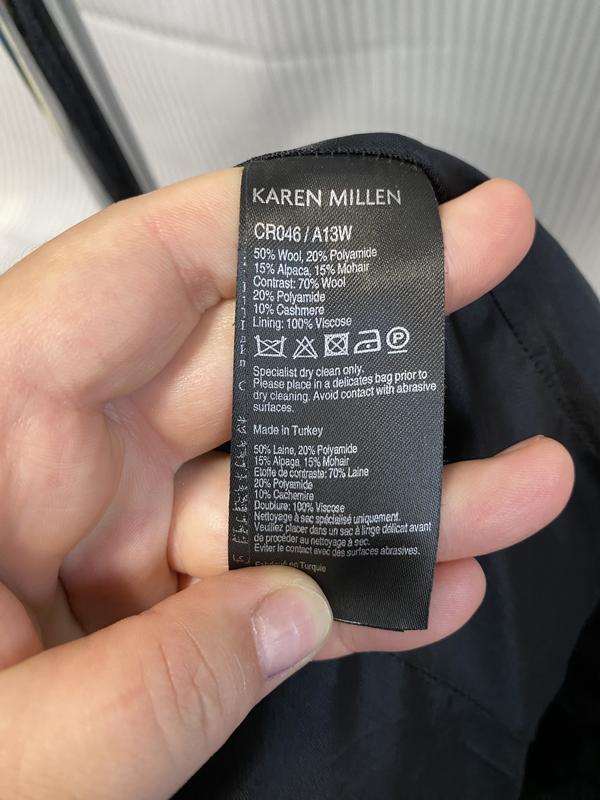 KAREN MILLEN
CR046 / A13W
50% Wool, 20% Polyamide
15% Alpaca, 15% Mohair
Contrast: 70% Wool
20% Polyamide
10% Cashmere
Lining: 100% Viscose
P
Specialist dry clean only.
Please place in a delicates bag prior to
dry cleaning. Avoid contact with abrasive
surfaces.
Made in Turkey
50% Laine, 20% Polyamide
15% Alpaga, 15% Mohair
Etoffe de contraste: 70% Laine
20% Polyamide
10% Cachemire
Doublure: 100% Viscose
Nettoyage à sec spécialisé uniquement.
Veuillez placer dans un sac à linge délicat avant
de procéder au nettoyage à sec.
Eviter le contact avec des surfaces abrasives.
Fabriqué en Turquie